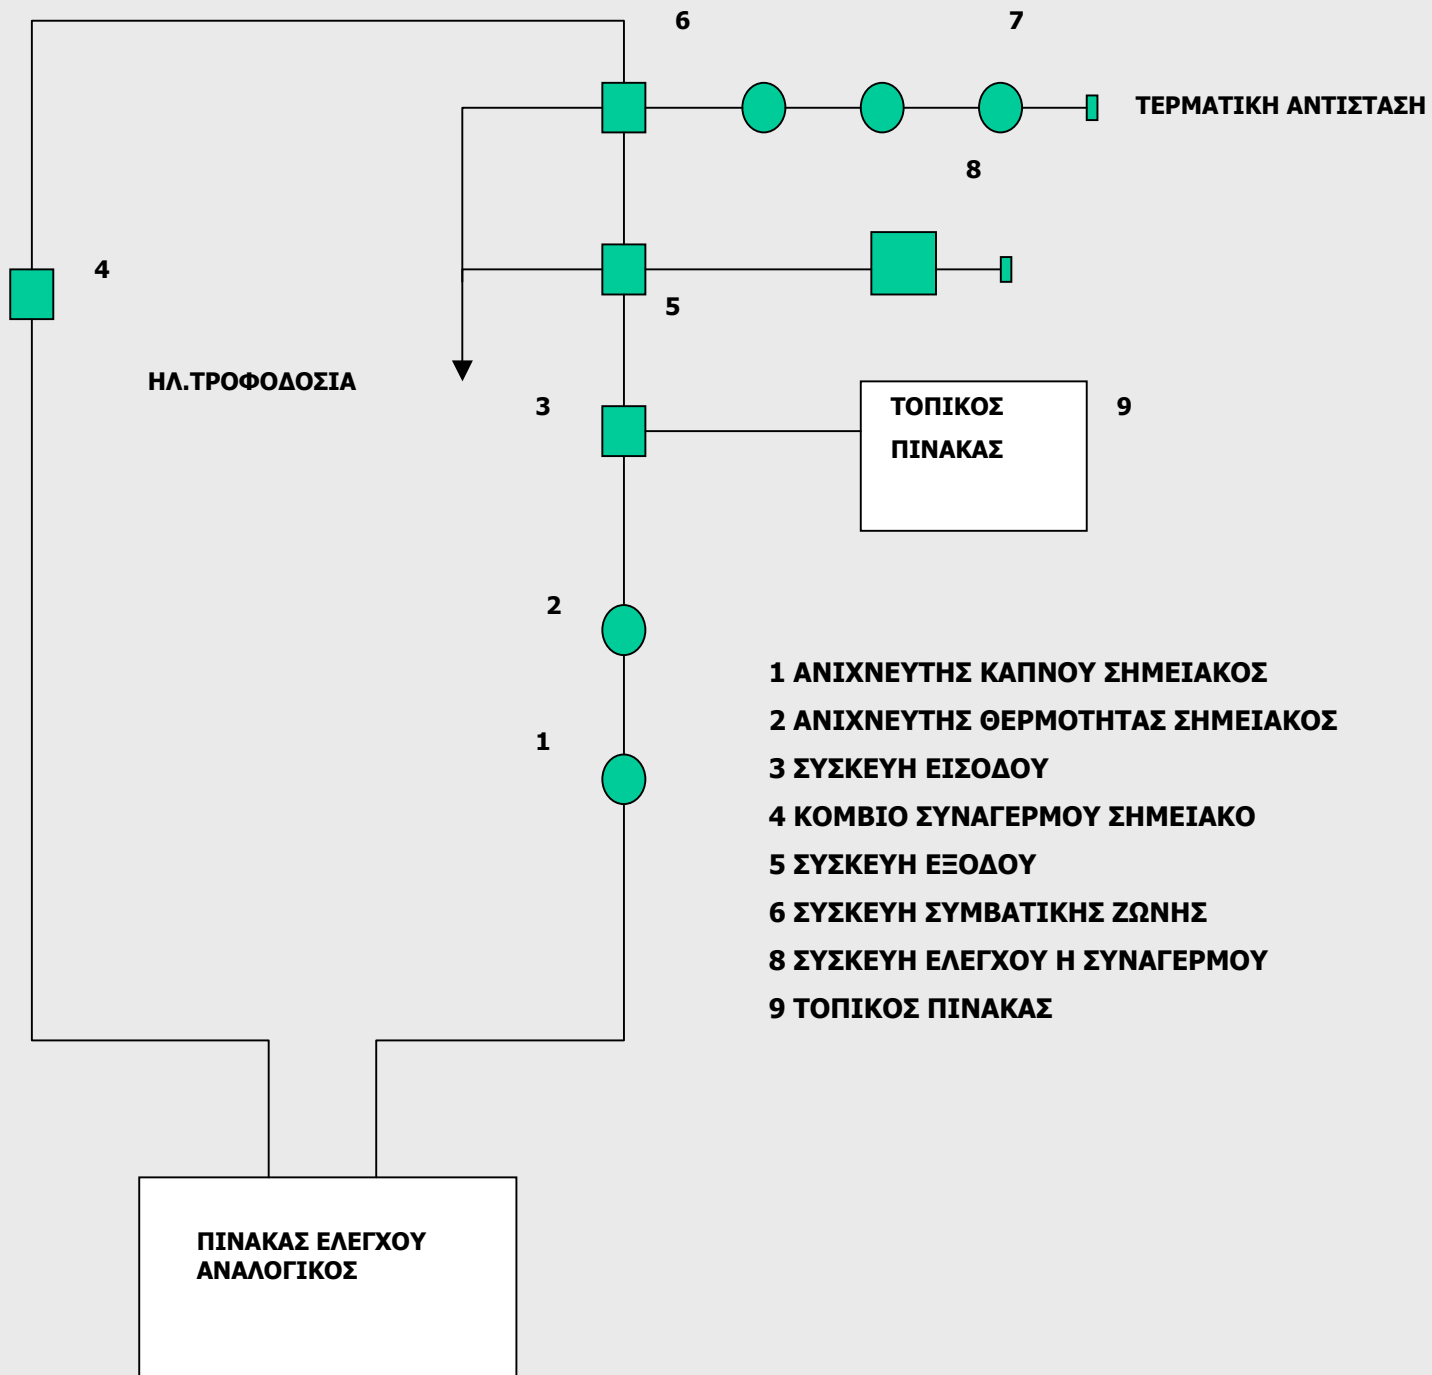 6
7
ΤΕΡΜΑΤΙΚΗ ΑΝΤΙΣΤΑΣΗ
8
4
5
ΗΛ.ΤΡΟΦΟΔΟΣΙΑ
3
ΤΟΠΙΚΟΣ
ΠΙΝΑΚΑΣ
9
2
1
1 ΑΝΙΧΝΕΥΤΗΣ ΚΑΠΝΟΥ ΣΗΜΕΙΑΚΟΣ
2 ΑΝΙΧΝΕΥΤΗΣ ΘΕΡΜΟΤΗΤΑΣ ΣΗΜΕΙΑΚΟΣ
3 ΣΥΣΚΕΥΗ ΕΙΣΟΔΟΥ
4 ΚΟΜΒΙΟ ΣΥΝΑΓΕΡΜΟΥ ΣΗΜΕΙΑΚΟ
5 ΣΥΣΚΕΥΗ ΕΞΟΔΟΥ
6 ΣΥΣΚΕΥΗ ΣΥΜΒΑΤΙΚΗΣ ΖΩΝΗΣ
8 ΣΥΣΚΕΥΗ ΕΛΕΓΧΟΥ Η ΣΥΝΑΓΕΡΜΟΥ
9 ΤΟΠΙΚΟΣ ΠΙΝΑΚΑΣ
ΠΙΝΑΚΑΣ ΕΛΕΓΧΟΥ
ΑΝΑΛΟΓΙΚΟΣ